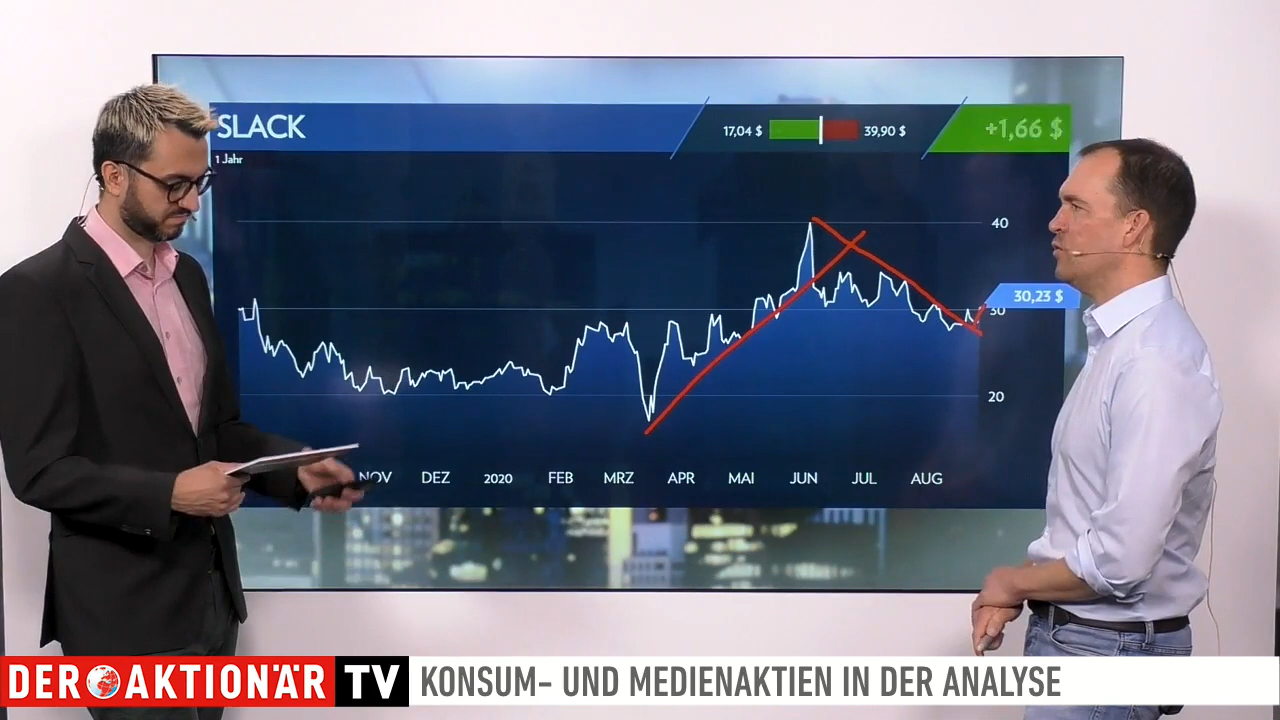 SLACK
17,04 $
39,90 $
+1,66 $
1 Jahr
40
30,23 $
30
20
NOV DEZ 2020 FEB MRZ APR MAI JUN JUL AUG
DER AKTIONÄR TV KONSUM- UND MEDIENAKTIEN IN DER ANALYSE